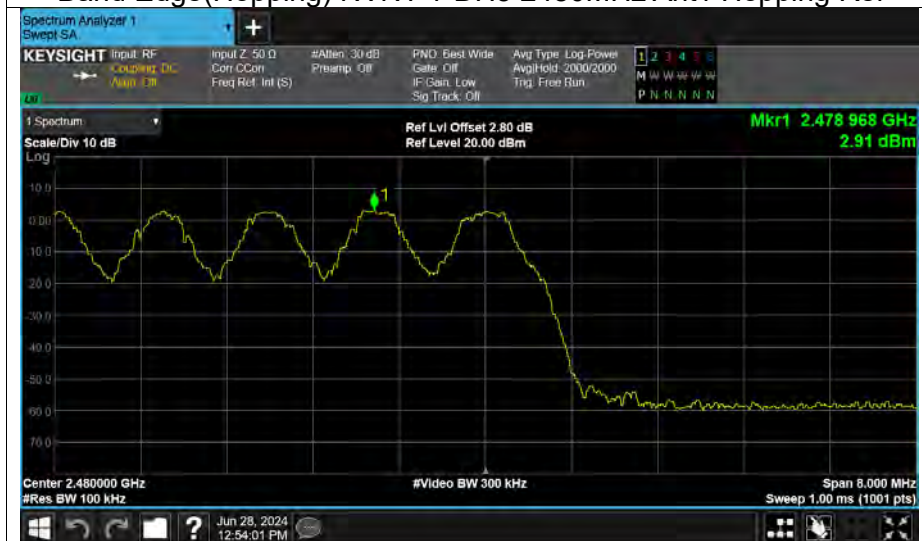 Spectrum Analyzer 1
Swept SA
KEYSIGHT Input: RF
Coupling: DC
Align: Off
Input Z: 50 Ω
Corr CCorr
Freq Ref: Int (S)
#Atten: 30 dB
Preamp: Off
PNO: Best Wide
Gate: Off
IF Gain: Low
Sig Track: Off
Avg Type: Log-Power
Avg|Hold: 2000/2000
Trig: Free Run
1 2 3 4 5 6
M W W W W W
P N N N N N
1 Spectrum
Scale/Div 10 dB
Ref Lvl Offset 2.80 dB
Ref Level 20.00 dBm
Mkr1 2.478 968 GHz
2.91 dBm
Log
10.0
0.00
10.0
20.0
-30.0
-40.0
-50.0
60.0
70.0
1
Center 2.480000 GHz
#Res BW 100 kHz
#Video BW 300 kHz
Span 8.000 MHz
Sweep 1.00 ms (1001 pts)
Jun 28, 2024
12:54:01 PM